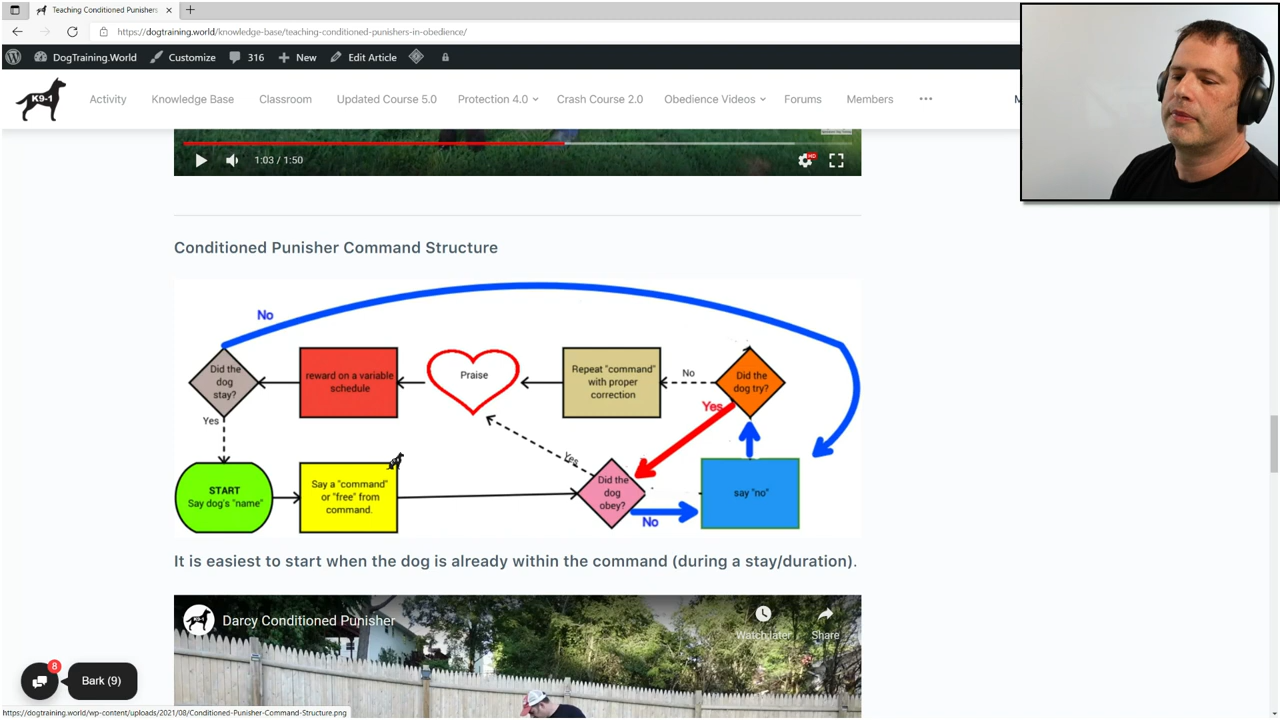 Teaching Conditioned Punishers
https://dogtraining.world/knowledge-base/teaching-conditioned-punishers-in-obedience/
DogTraining.World
Customize
316
New
Edit Article
K9-1
Activity
Knowledge Base
Classroom
Updated Course 5.0
Protection 4.0
Crash Course 2.0
Obedience Videos
Forums
Members
1:03 / 1:50
HD
Conditioned Punisher Command Structure
No
Did the
dog
stay?
reward on a variable
schedule
Praise
Repeat "command"
with proper
correction
No
Did the
dog try?
Yes
Yes
Yes
START
Say dog's "name"
Say a "command"
or "free" from
command.
Did the
dog
obey?
No
say "no"
It is easiest to start when the dog is already within the command (during a stay/duration).
Darcy Conditioned Punisher
Watch later
Share
8
Bark (9)
https://dogtraining.world/wp-content/uploads/2021/08/Conditioned-Punisher-Command-Structure.png